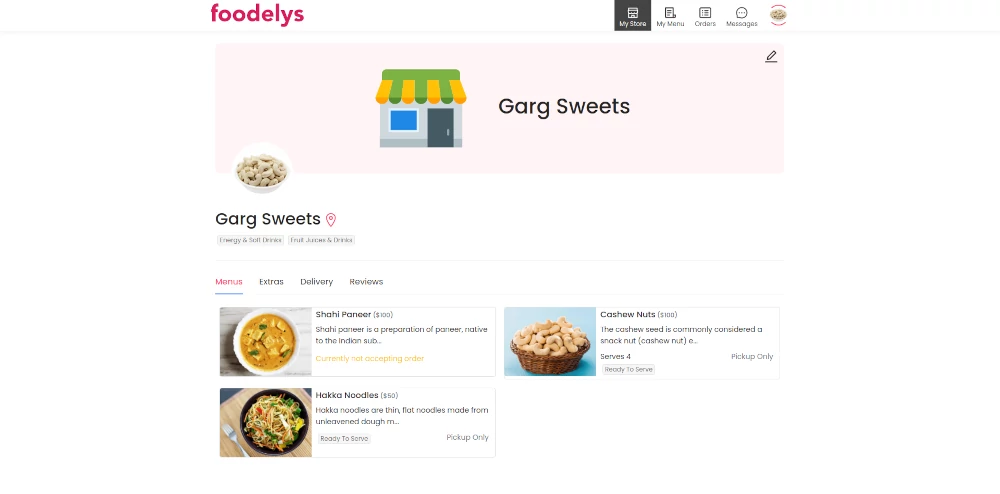 foodelys
My Store
My Menu
Orders
Messages
Garg Sweets
Garg Sweets
Energy & Soft Drinks
Fruit Juices & Drinks
Menus
Extras
Delivery
Reviews
Shahi Paneer ($100)
Shahi paneer is a preparation of paneer, native
to the Indian sub...
Currently not accepting order
Cashew Nuts ($100)
The cashew seed is commonly considered a
snack nut (cashew nut) e...
Serves 4
Pickup Only
Ready To Serve
Hakka Noodles ($50)
Hakka noodles are thin, flat noodles made from
unleavened dough m...
Ready To Serve
Pickup Only